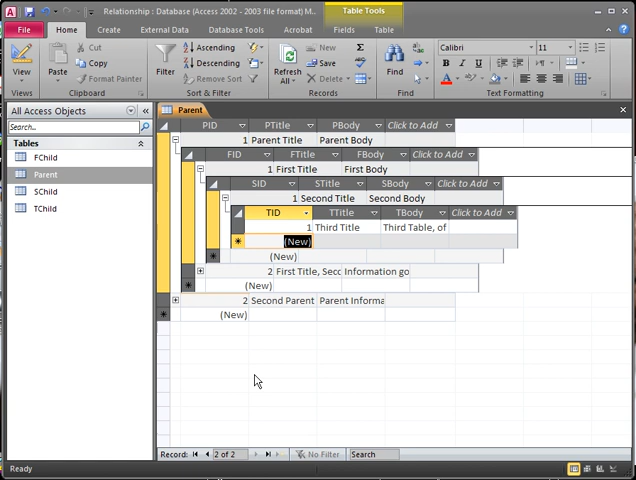 Relationship : Database (Access 2002 - 2003 file format) M...
Table Tools
File Home Create External Data Database Tools Acrobat Fields Table
View
Views
Paste
Cut
Copy
Format Painter
Clipboard
Filter
Ascending
Descending
Remove Sort
Sort & Filter
Refresh All
New
Save
Records
Find
Find
Calibri 11
B I U
A
Text Formatting
All Access Objects
Search...
Tables
FChild
Parent
SChild
TChild
Parent
PID PTitle PBody Click to Add
1 Parent Title Parent Body
FID FTitle FBody Click to Add
1 First Title First Body
SID STitle SBody Click to Add
1 Second Title Second Body
TID TTitle TBody Click to Add
1 Third Title Third Table, of
(New)
(New)
2 First Title, Sec Information go
(New)
2 Second Parent Parent Informa
(New)
Record: 2 of 2 No Filter Search
Ready